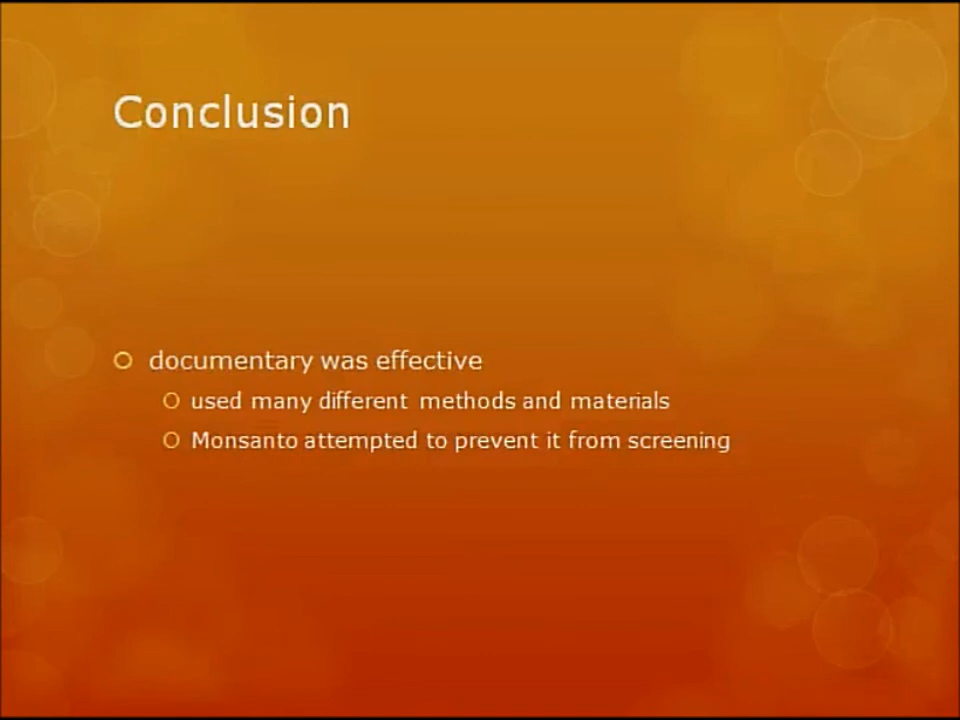 Conclusion
documentary was effective
used many different methods and materials
Monsanto attempted to prevent it from screening